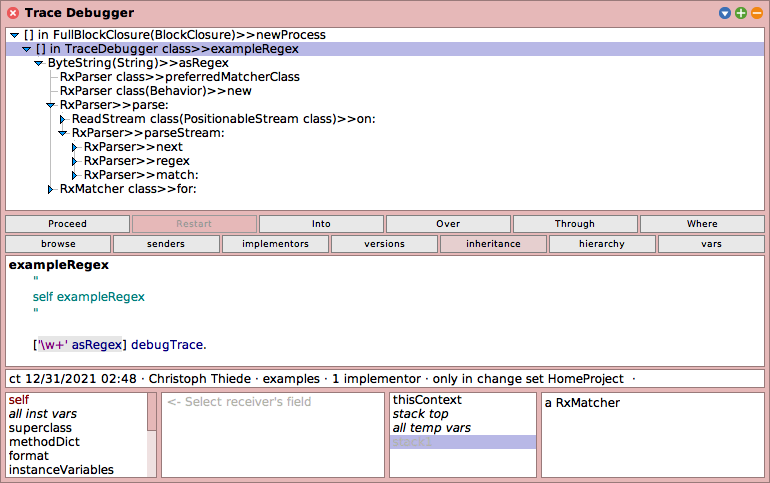 Trace Debugger
[] in FullBlockClosure(BlockClosure)>>newProcess
[] in TraceDebugger class>>exampleRegex
ByteString(String)>>asRegex
RxParser class>>preferredMatcherClass
RxParser class(Behavior)>>new
RxParser>>parse:
ReadStream class(PositionableStream class)>>on:
RxParser>>parseStream:
RxParser>>next
RxParser>>regex
RxParser>>match:
RxMatcher class>>for:
Proceed Restart Into Over Through Where
browse senders implementors versions inheritance hierarchy vars
exampleRegex
"
self exampleRegex
"
['\w+' asRegex] debugTrace.
ct 12/31/2021 02:48 · Christoph Thiede · examples · 1 implementor · only in change set HomeProject ·
self
all inst vars
superclass
methodDict
format
instanceVariables
<- Select receiver's field
thisContext
stack top
all temp vars
stack1
a RxMatcher